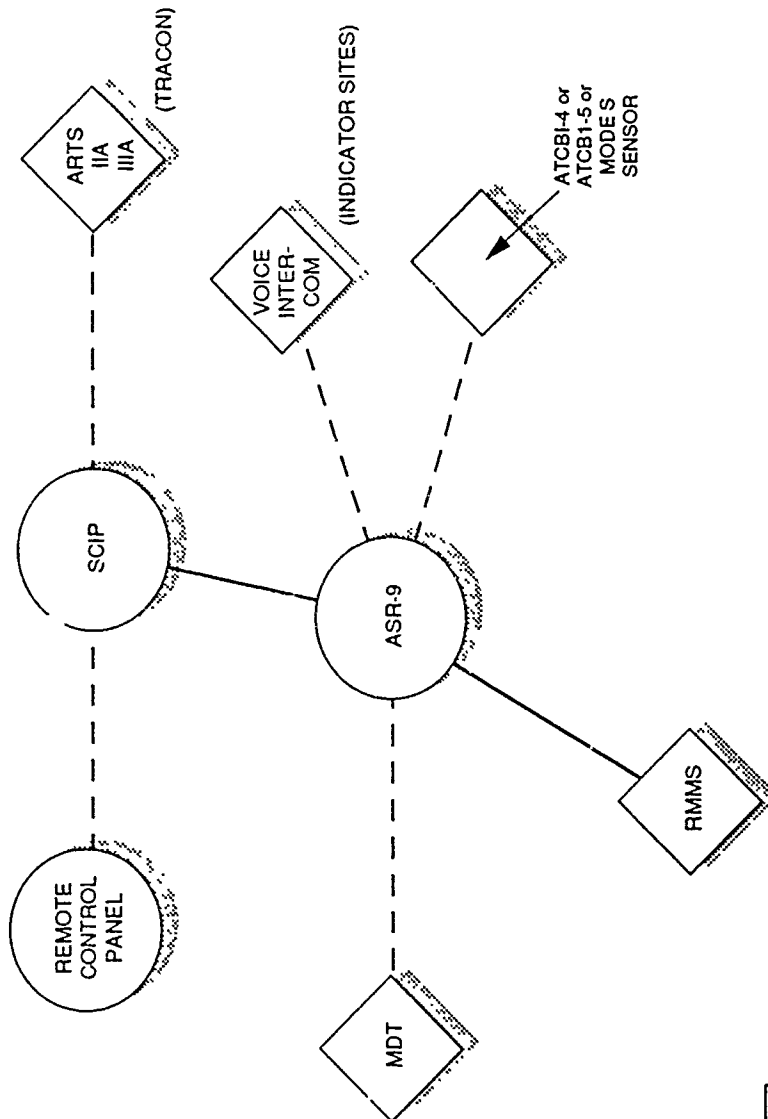 REMOTE
CONTROL
PANEL
SCIP
ARTS
IIA
IIIA
(TRACON)
MDT
ASR-9
VOICE
INTER-
COM
(INDICATOR SITES)
RMMS
ATCBI-4 or
ATCB1-5 or
MODE S
SENSOR